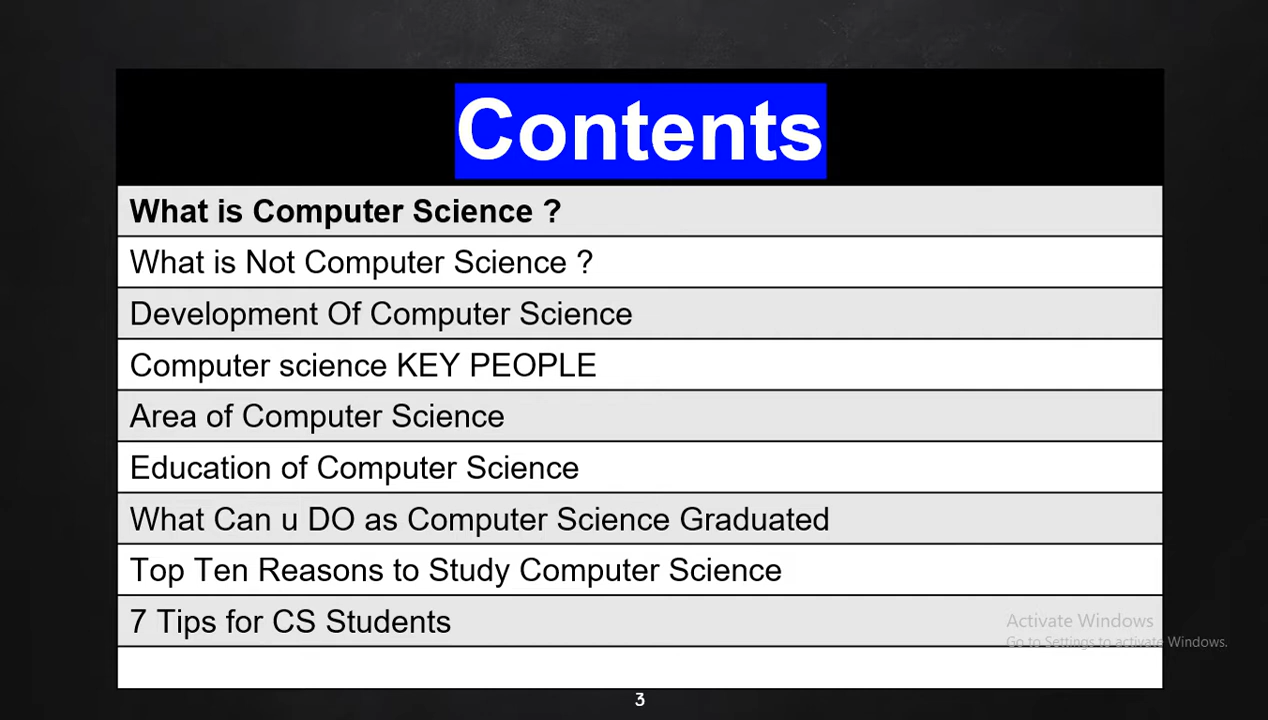 Contents
What is Computer Science ?
What is Not Computer Science ?
Development Of Computer Science
Computer science KEY PEOPLE
Area of Computer Science
Education of Computer Science
What Can u DO as Computer Science Graduated
Top Ten Reasons to Study Computer Science
7 Tips for CS Students
Activate Windows
Go to Settings to activate Windows.
3